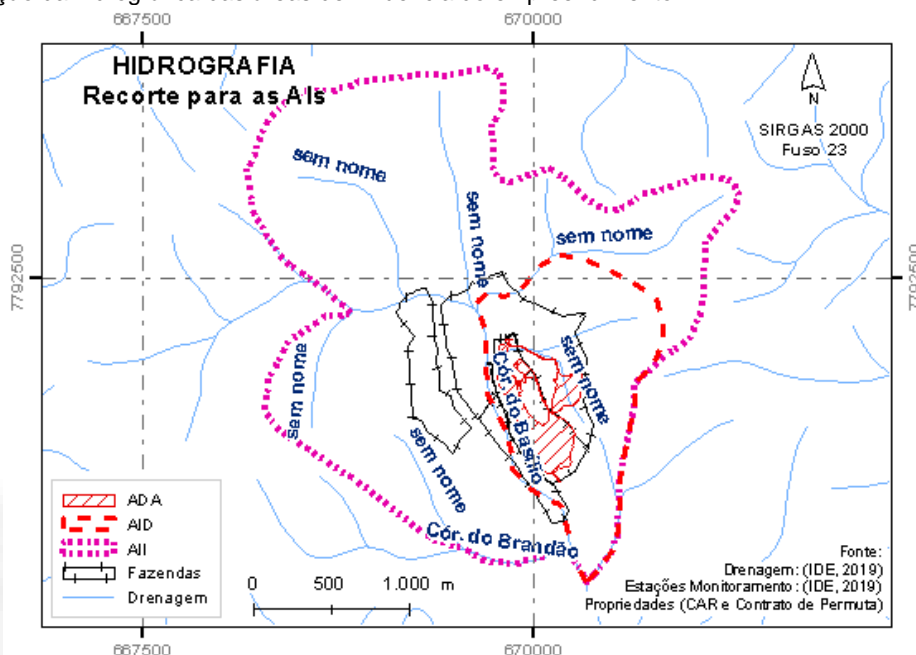 667500
670000
HIDROGRAFIA
Recorte para as AIs
N
SIRGAS 2000
Fuso 23
sem nome
sem nome
sem nome
7792500
7792500
sem nome
sem nome
Cór. do Basílio
sem nome
Cór. do Brandão
ADA
AID
AII
Fazendas
Drenagem
0 500 1.000 m
Fonte:
Drenagem: (IDE, 2019)
Estações Monitoramento: (IDE, 2019)
Propriedades (CAR e Contrato de Permuta)
667500
670000